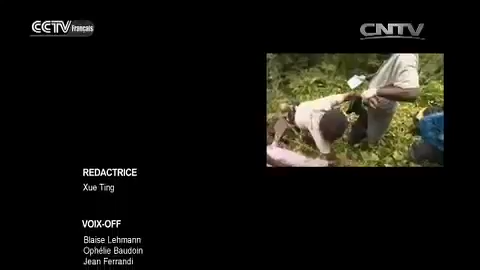 CCTV Français
CNTV
REDACTRICE
Xue Ting
VOIX-OFF
Blaise Lehmann
Ophélie Baudoin
Jean Ferrandi